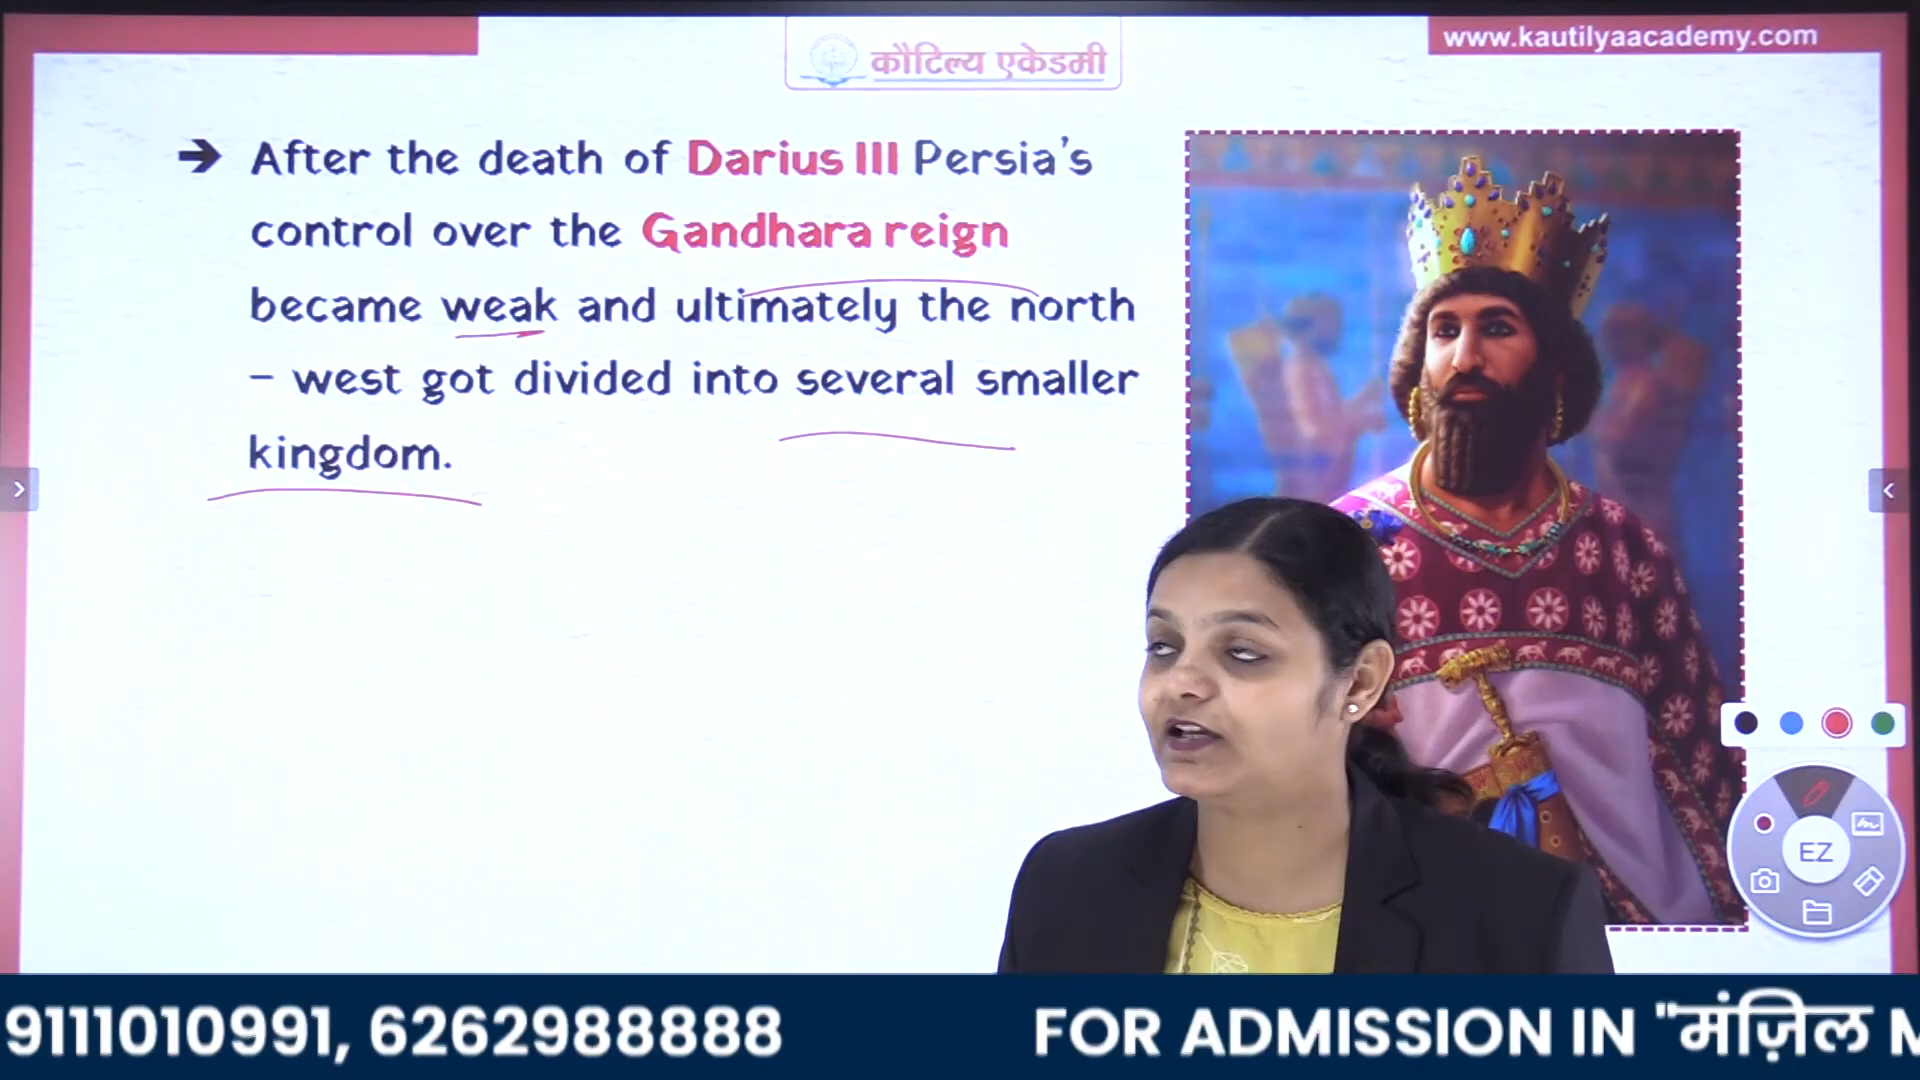 www.kautilyaacademy.com
कौटिल्य एकेडमी
→ After the death of Darius III Persia's
control over the Gandhara reign
became weak and ultimately the north
– west got divided into several smaller
kingdom.
EZ
9111010991, 6262988888 FOR ADMISSION IN "मंज़िल M